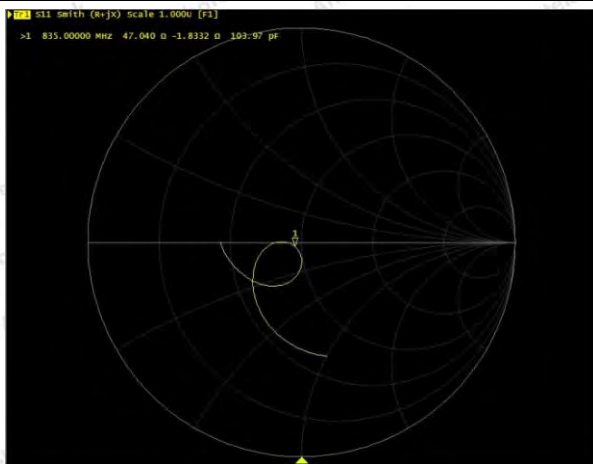 Tr1 S11 Smith (R+jX) Scale 1.000U [F1]
>1 835.00000 MHz 47.040 Ω -1.8332 Ω 103.97 pF
1